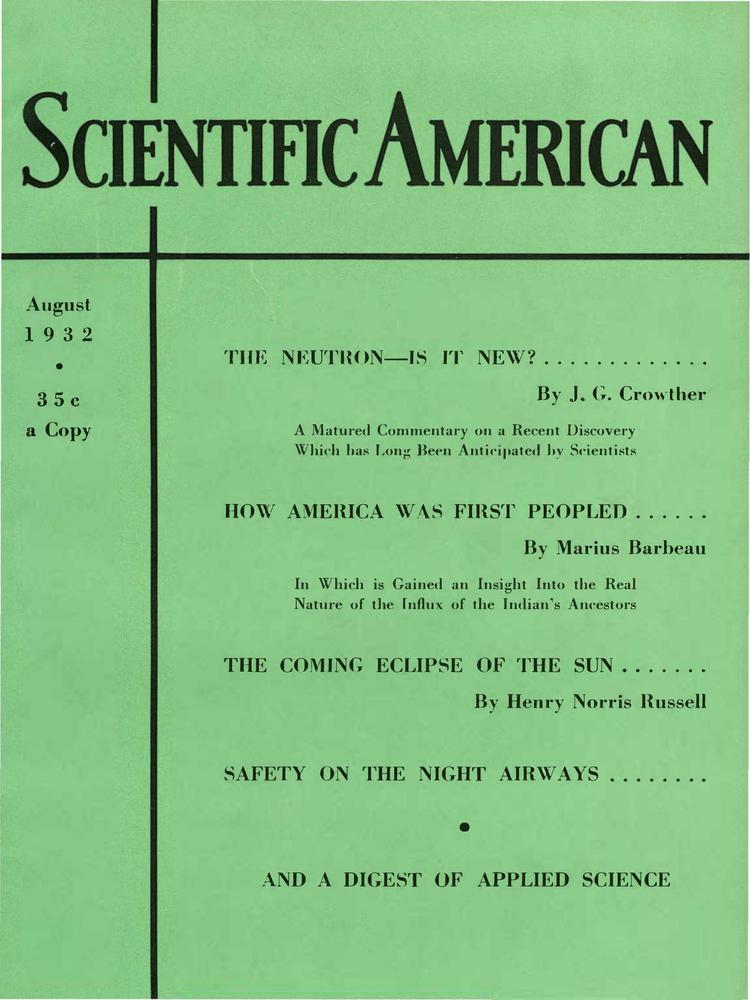 SCIENTIFIC AMERICAN
August
1932
•
35c
a Copy
THE NEUTRON—IS IT NEW? . . . . . . . . . . . . .
By J. G. Crowther
A Matured Commentary on a Recent Discovery
Which has Long Been Anticipated by Scientists
HOW AMERICA WAS FIRST PEOPLED . . . . . .
By Marius Barbeau
In Which is Gained an Insight Into the Real
Nature of the Influx of the Indian's Ancestors
THE COMING ECLIPSE OF THE SUN . . . . . . .
By Henry Norris Russell
SAFETY ON THE NIGHT AIRWAYS . . . . . . . .
•
AND A DIGEST OF APPLIED SCIENCE